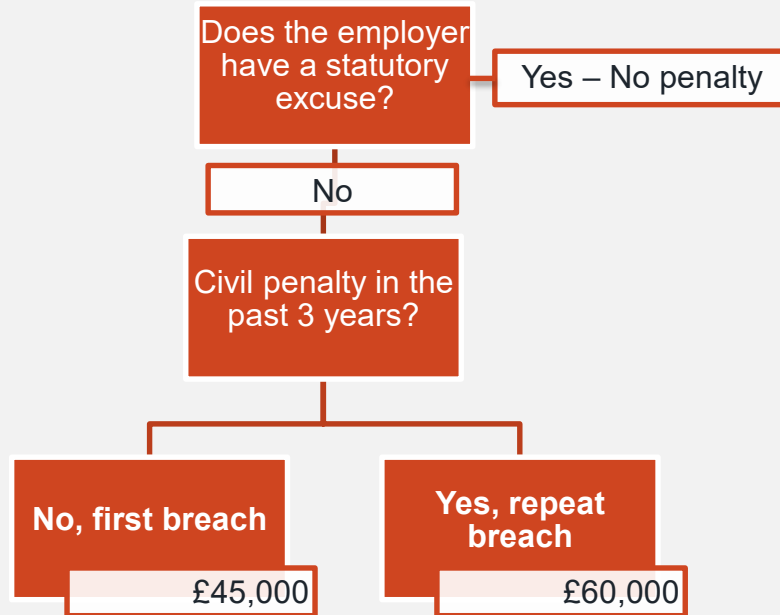 Does the employer
have a statutory
excuse?
Yes – No penalty
No
Civil penalty in the
past 3 years?
No, first breach
£45,000
Yes, repeat
breach
£60,000